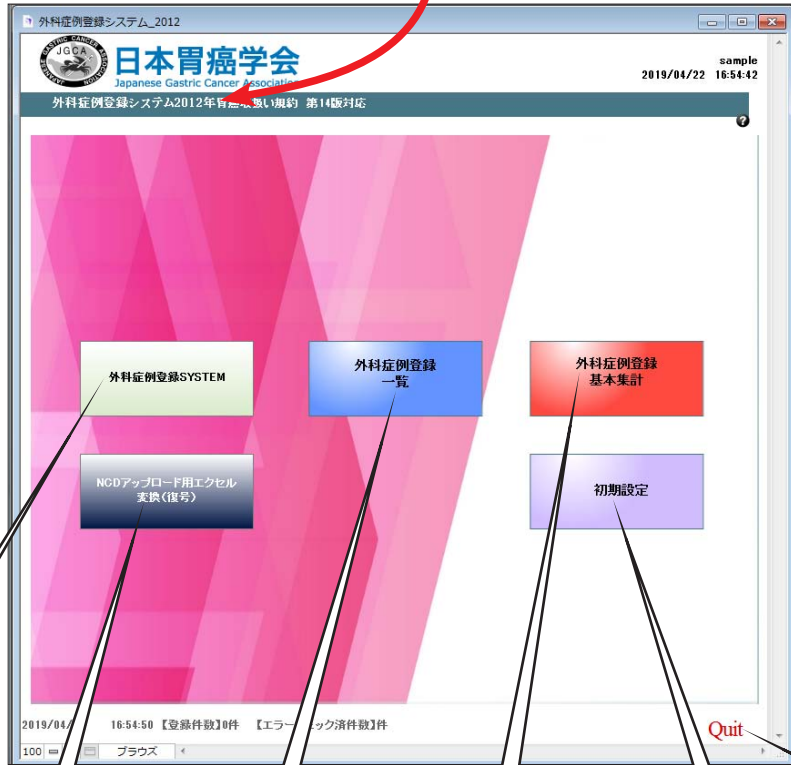 外科症例登録システム_2012
JAPANESE GASTRIC CANCER ASSOCIATION
JGCA
日本胃癌学会
Japanese Gastric Cancer Association
sample
2019/04/22 16:54:42
外科症例登録システム2012年胃癌取扱い規約 第14版対応
?
外科症例登録SYSTEM
外科症例登録
一覧
外科症例登録
基本集計
NCDアップロード用エクセル
変換(復号)
初期設定
2019/04/ 16:54:50 【登録件数】0件 【エラー ック済件数】件
Quit
100
ブラウズ